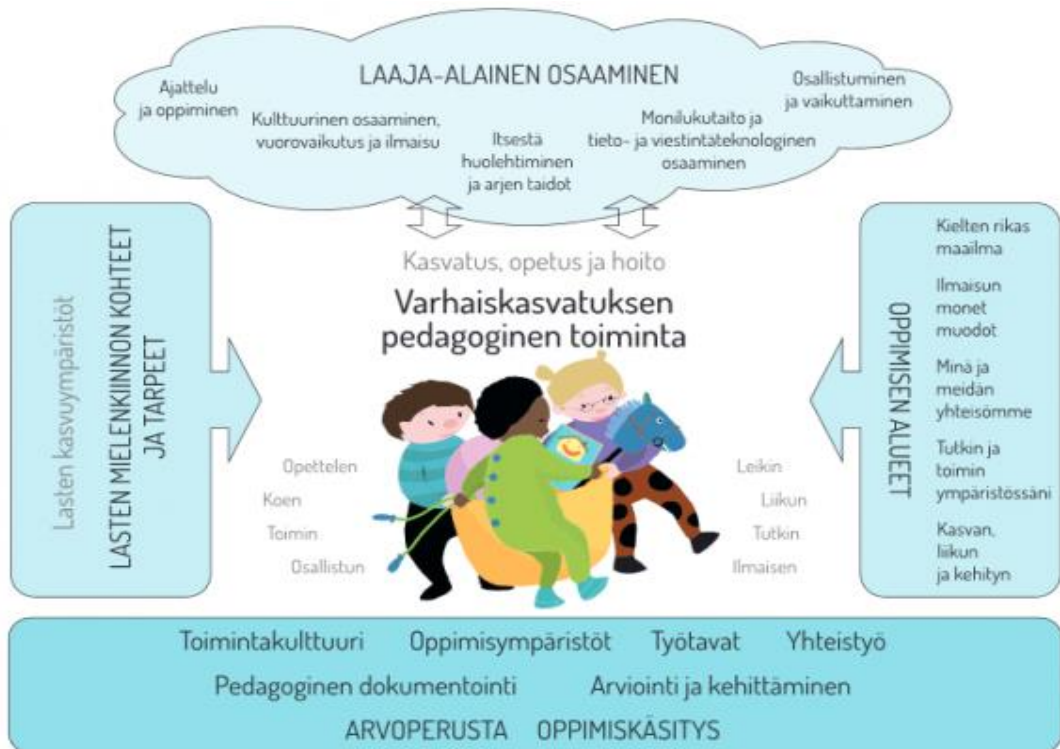 LAAJA-ALAINEN OSAAMINEN
Ajattelu
ja oppiminen
Kulttuurinen osaaminen,
vuorovaikutus ja ilmaisu
Itsestä
huolehtiminen
ja arjen taidot
Monilukutaito ja
tieto- ja viestintäteknologinen
osaaminen
Osallistuminen
ja vaikuttaminen
Lasten kasvuympäristöt
LASTEN MIELENKIINNON KOHTEET
JA TARPEET
Kasvatus, opetus ja hoito
Varhaiskasvatuksen
pedagoginen toiminta
Opettelen
Koen
Toimin
Osallistun
Leikin
Liikun
Tutkin
Ilmaisen
OPPIMISEN ALUEET
Kielten rikas
maailma
Ilmaisun
monet
muodot
Minä ja
meidän
yhteisömme
Tutkin ja
toimin
ympäristössäni
Kasvan,
liikun
ja kehityn
Toimintakulttuuri Oppimisympäristöt Työtavat Yhteistyö
Pedagoginen dokumentointi Arviointi ja kehittäminen
ARVOPERUSTA OPPIMISKÄSITYS